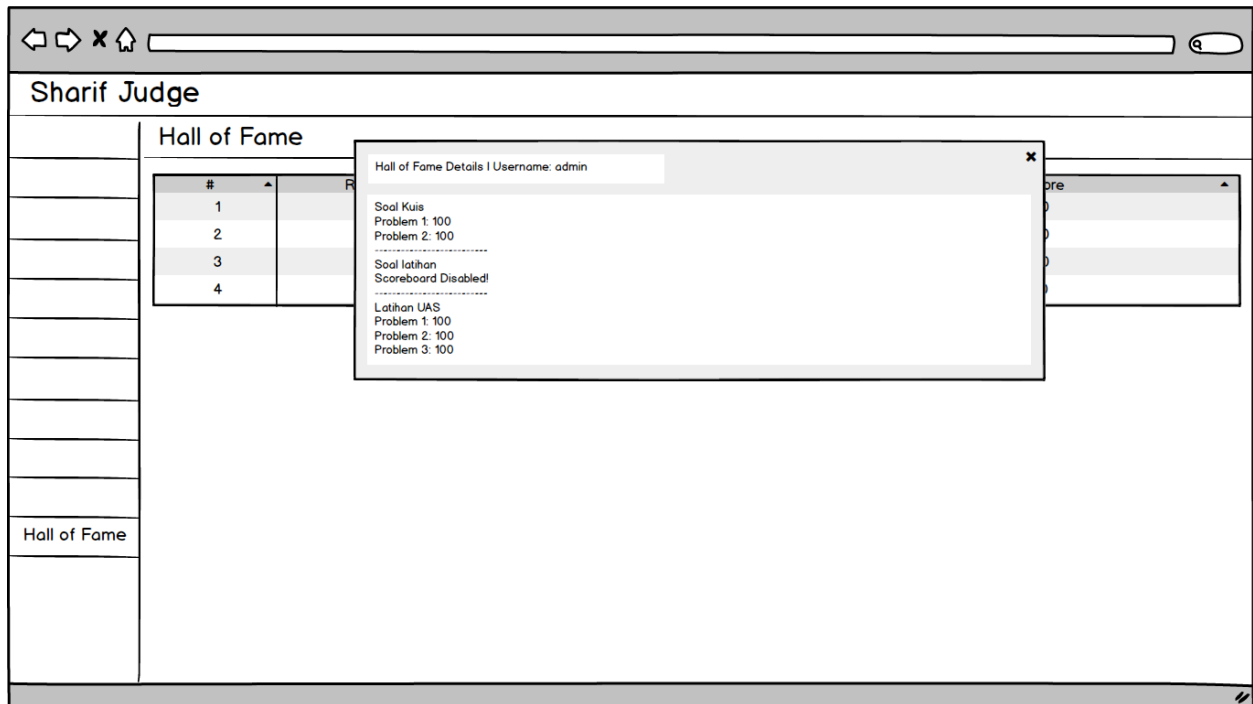 Sharif Judge
Hall of Fame
Hall of Fame Details | Username: admin
#
1
2
3
4
Soal Kuis
Problem 1: 100
Problem 2: 100
Soal latihan
Scoreboard Disabled!
Latihan UAS
Problem 1: 100
Problem 2: 100
Problem 3: 100
Hall of Fame